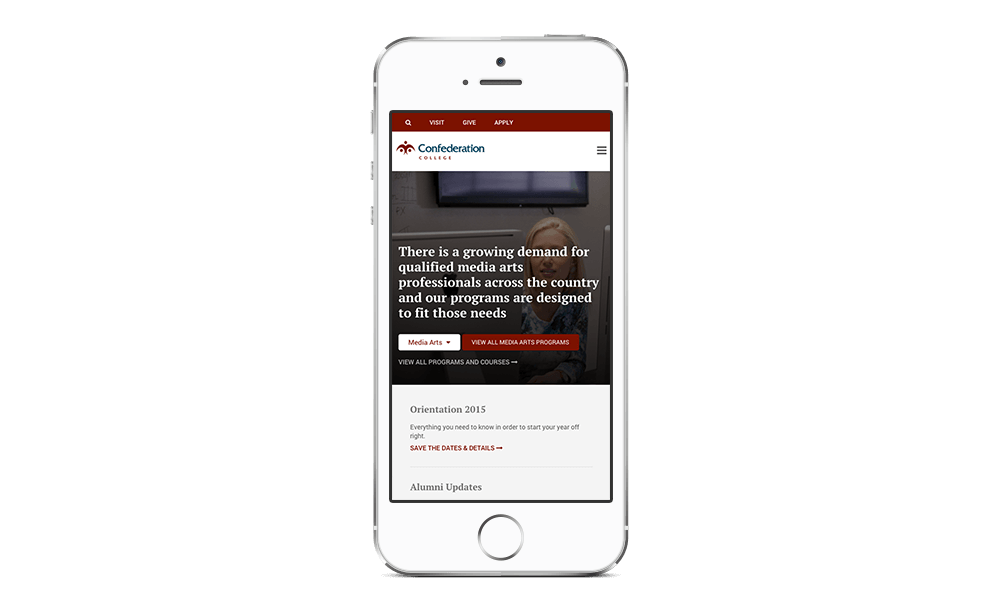 VISIT GIVE APPLY
Confederation
COLLEGE
There is a growing demand for
qualified media arts
professionals across the country
and our programs are designed
to fit those needs
Media Arts VIEW ALL MEDIA ARTS PROGRAMS
VIEW ALL PROGRAMS AND COURSES
Orientation 2015
Everything you need to know in order to start your year off
right.
SAVE THE DATES & DETAILS
Alumni Updates